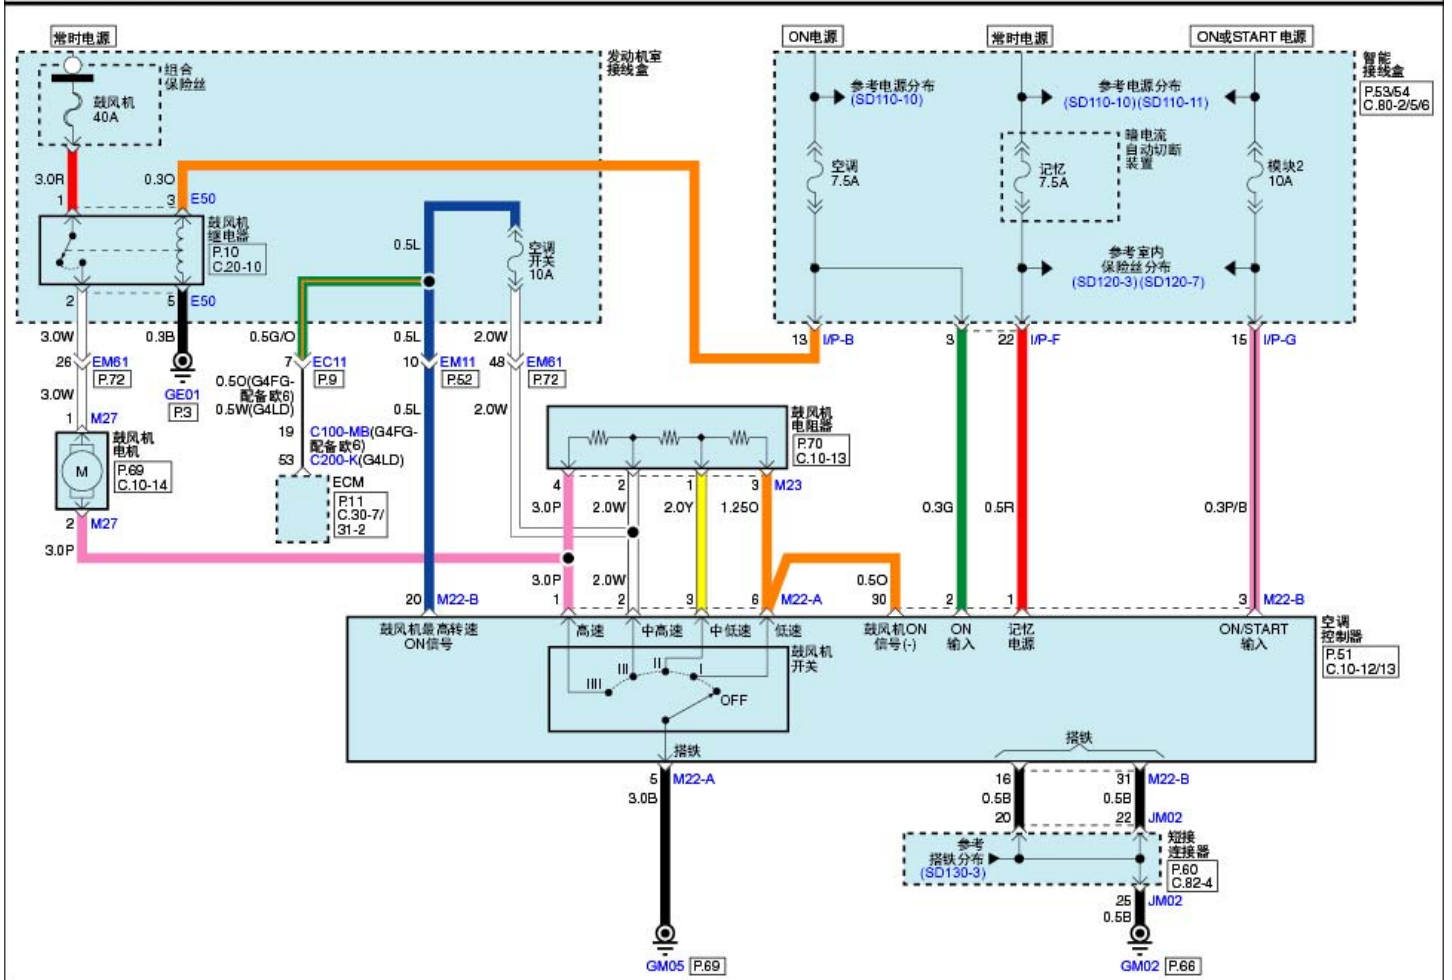 常时电源
ON电源
常时电源
ON或START 电源
组合
保险丝
鼓风机
40A
发动机室
接线盒
智能
接线盒
P.53/54
C.80-2/5/6
参考电源分布
(SD110-10)
参考电源分布
(SD110-10)(SD110-11)
空调
7.5A
记忆
7.5A
暗电流
自动切断
装置
模块2
10A
参考室内
保险丝分布
(SD120-3)(SD120-7)
3.0R
0.3O
1
3
E50
鼓风机
继电器
P.10
C.20-10
0.5L
空调
开关
10A
2
5
E50
3.0W
0.3B
0.5G/O
0.5L
2.0W
13
I/P-B
3
22
I/P-F
15
I/P-G
26
EM61
P.72
7
EC11
P.9
10
EM11
P.52
48
EM61
P.72
GE01
P.3
3.0W
0.5O(G4FG-
配备欧6)
0.5W(G4LD)
0.5L
2.0W
1
M27
鼓风机
电机
M
P.69
C.10-14
19
C100-MB(G4FG-
配备欧6)
53
C200-K(G4LD)
ECM
P.11
C.30-7/
31-2
鼓风机
电阻器
P.70
C.10-13
4
2
1
3
M23
2
M27
3.0P
3.0P
2.0W
2.0Y
1.25O
0.3G
0.5R
0.3P/B
3.0P
2.0W
0.5O
20
M22-B
1
2
3
6
M22-A
30
2
1
3
M22-B
鼓风机最高转速
ON信号
高速
中高速
中低速
低速
鼓风机ON
信号(-)
ON
输入
记忆
电源
ON/START
输入
空调
控制器
P.51
C.10-12/13
鼓风机
开关
IIII
III
II
I
OFF
搭铁
搭铁
5
M22-A
3.0B
16
31
M22-B
0.5B
0.5B
20
22
JM02
参考
搭铁分布
(SD130-3)
短接
连接器
P.60
C.82-4
25
JM02
0.5B
GM05
P.69
GM02
P.66